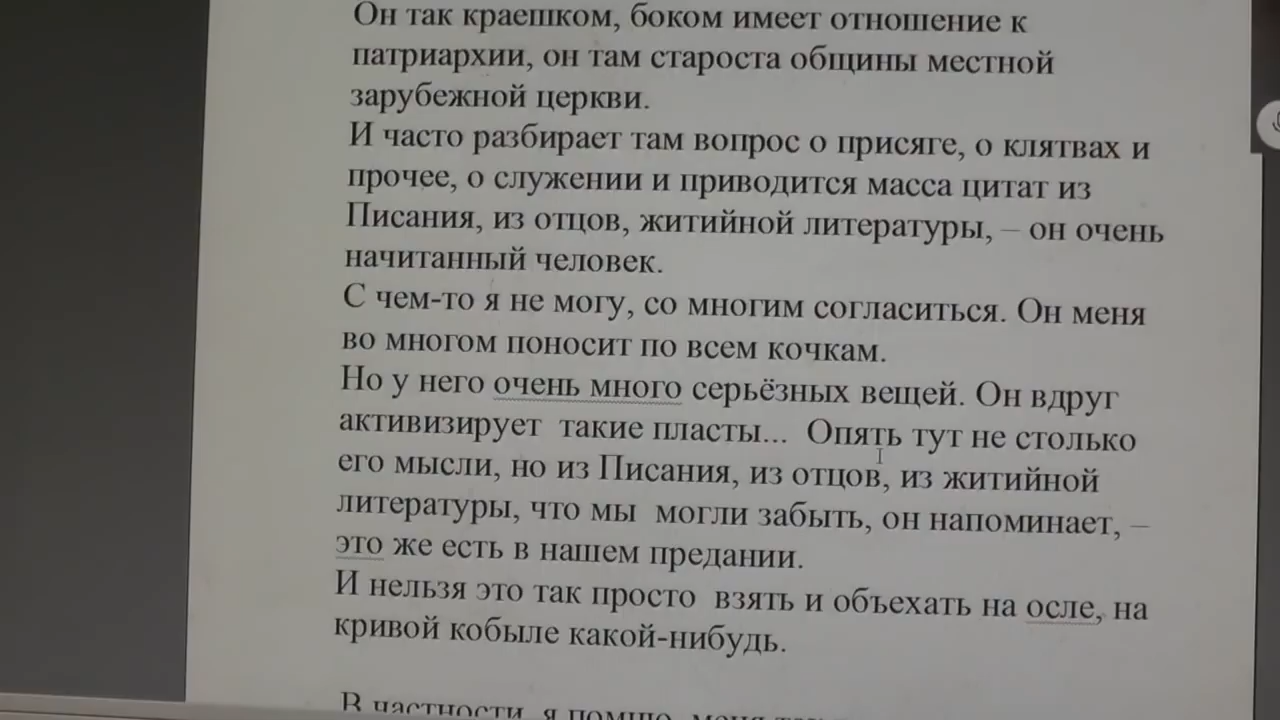 Он так краешком, боком имеет отношение к
патриархии, он там староста общины местной
зарубежной церкви.
И часто разбирает там вопрос о присяге, о клятвах и
прочее, о служении и приводится масса цитат из
Писания, из отцов, житийной литературы, – он очень
начитанный человек.
С чем-то я не могу, со многим согласиться. Он меня
во многом поносит по всем кочкам.
Но у него очень много серьёзных вещей. Он вдруг
активизирует такие пласты... Опять тут не столько
его мысли, но из Писания, из отцов, из житийной
литературы, что мы могли забыть, он напоминает, –
это же есть в нашем предании.
И нельзя это так просто взять и объехать на осле, на
кривой кобыле какой-нибудь.
В частности, я помню, меня